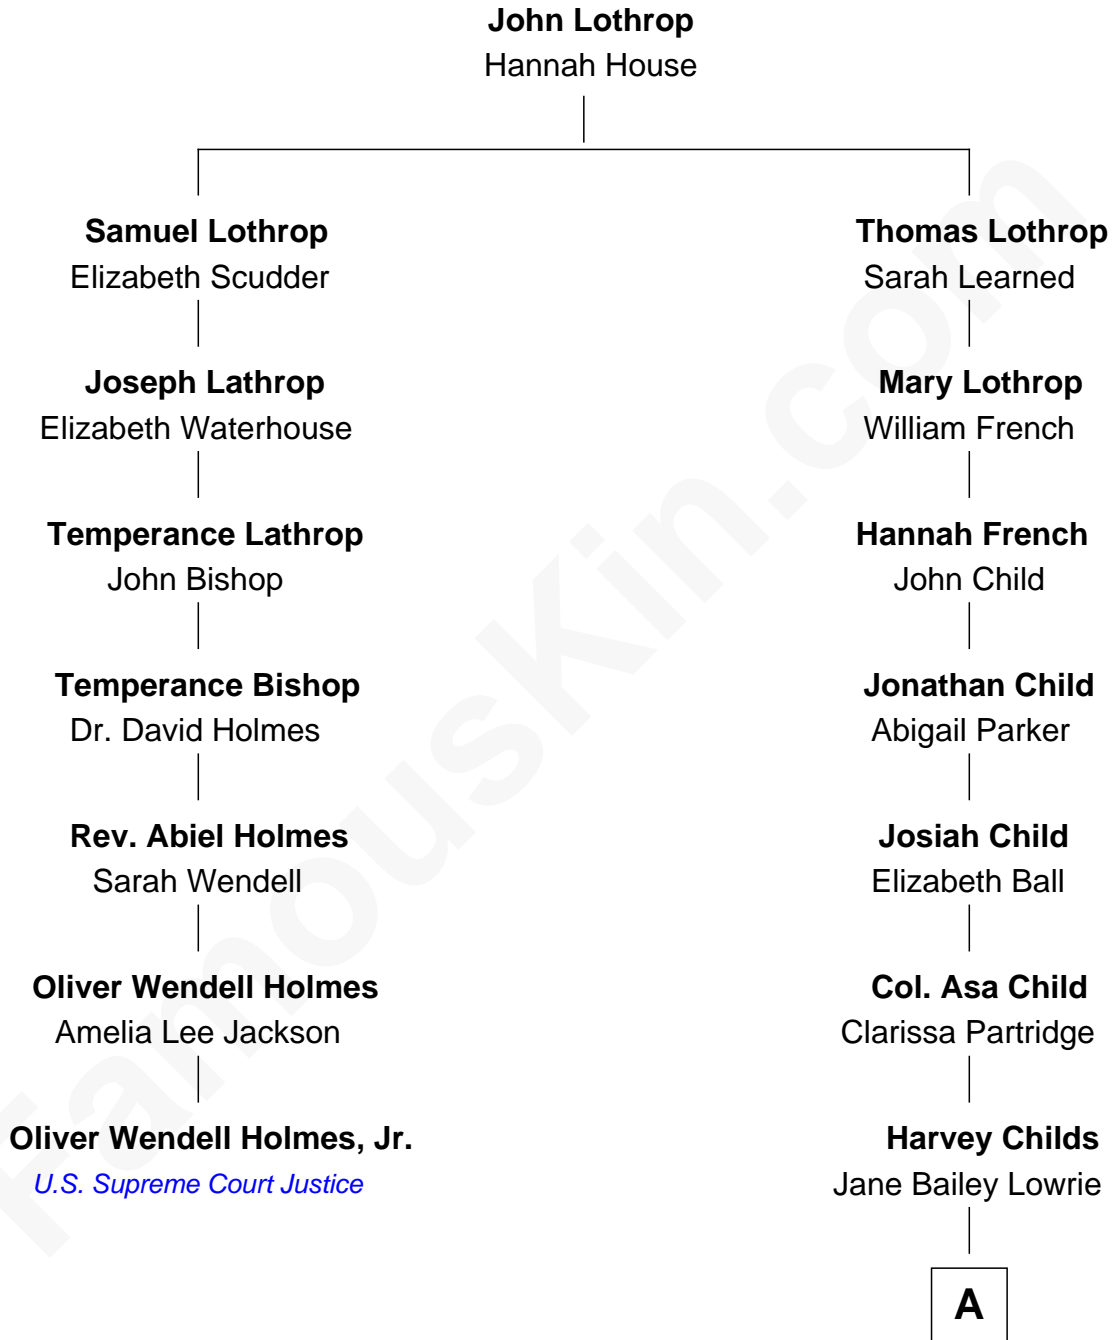 John Lothrop
Hannah House
Samuel Lothrop
Elizabeth Scudder
Thomas Lothrop
Sarah Learned
Joseph Lathrop
Elizabeth Waterhouse
Mary Lothrop
William French
Temperance Lathrop
John Bishop
Hannah French
John Child
Temperance Bishop
Dr. David Holmes
Jonathan Child
Abigail Parker
Rev. Abiel Holmes
Sarah Wendell
Josiah Child
Elizabeth Ball
Oliver Wendell Holmes
Amelia Lee Jackson
Col. Asa Child
Clarissa Partridge
Oliver Wendell Holmes, Jr.
U.S. Supreme Court Justice
Harvey Childs
Jane Bailey Lowrie
A
FamousKin.com